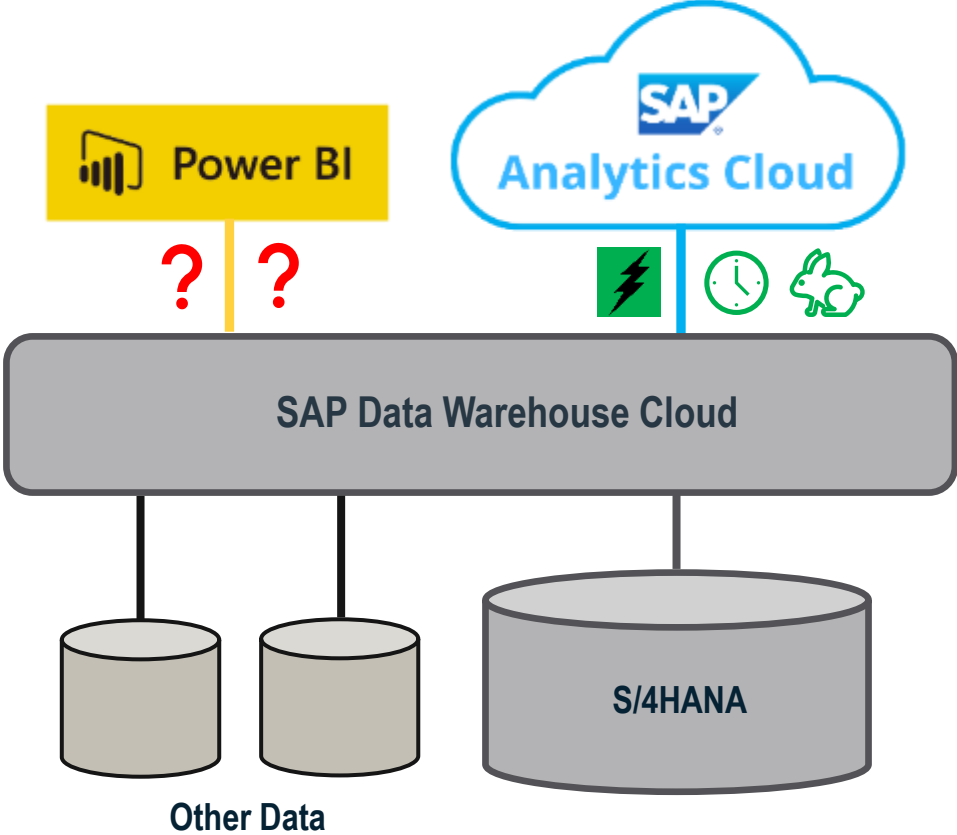 Power BI
SAP
®
Analytics Cloud
? ?
SAP Data Warehouse Cloud
S/4HANA
Other Data